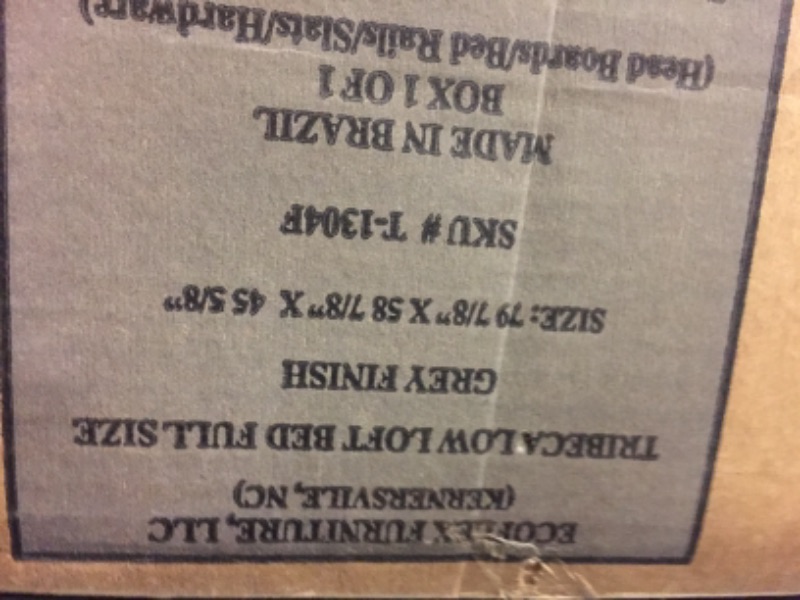 ECOFLEX FURNITURE, LLC
(KERNERSVILLE, NC)
TRIBECA LOW LOFT BED FULL SIZE
GREY FINISH
SIZE: 79 7/8” X 58 7/8” X 45 5/8”
SKU # T-1304F
MADE IN BRAZIL
BOX 1 OF 1
(Head Boards/Bed Rails/Slats/Hardware)